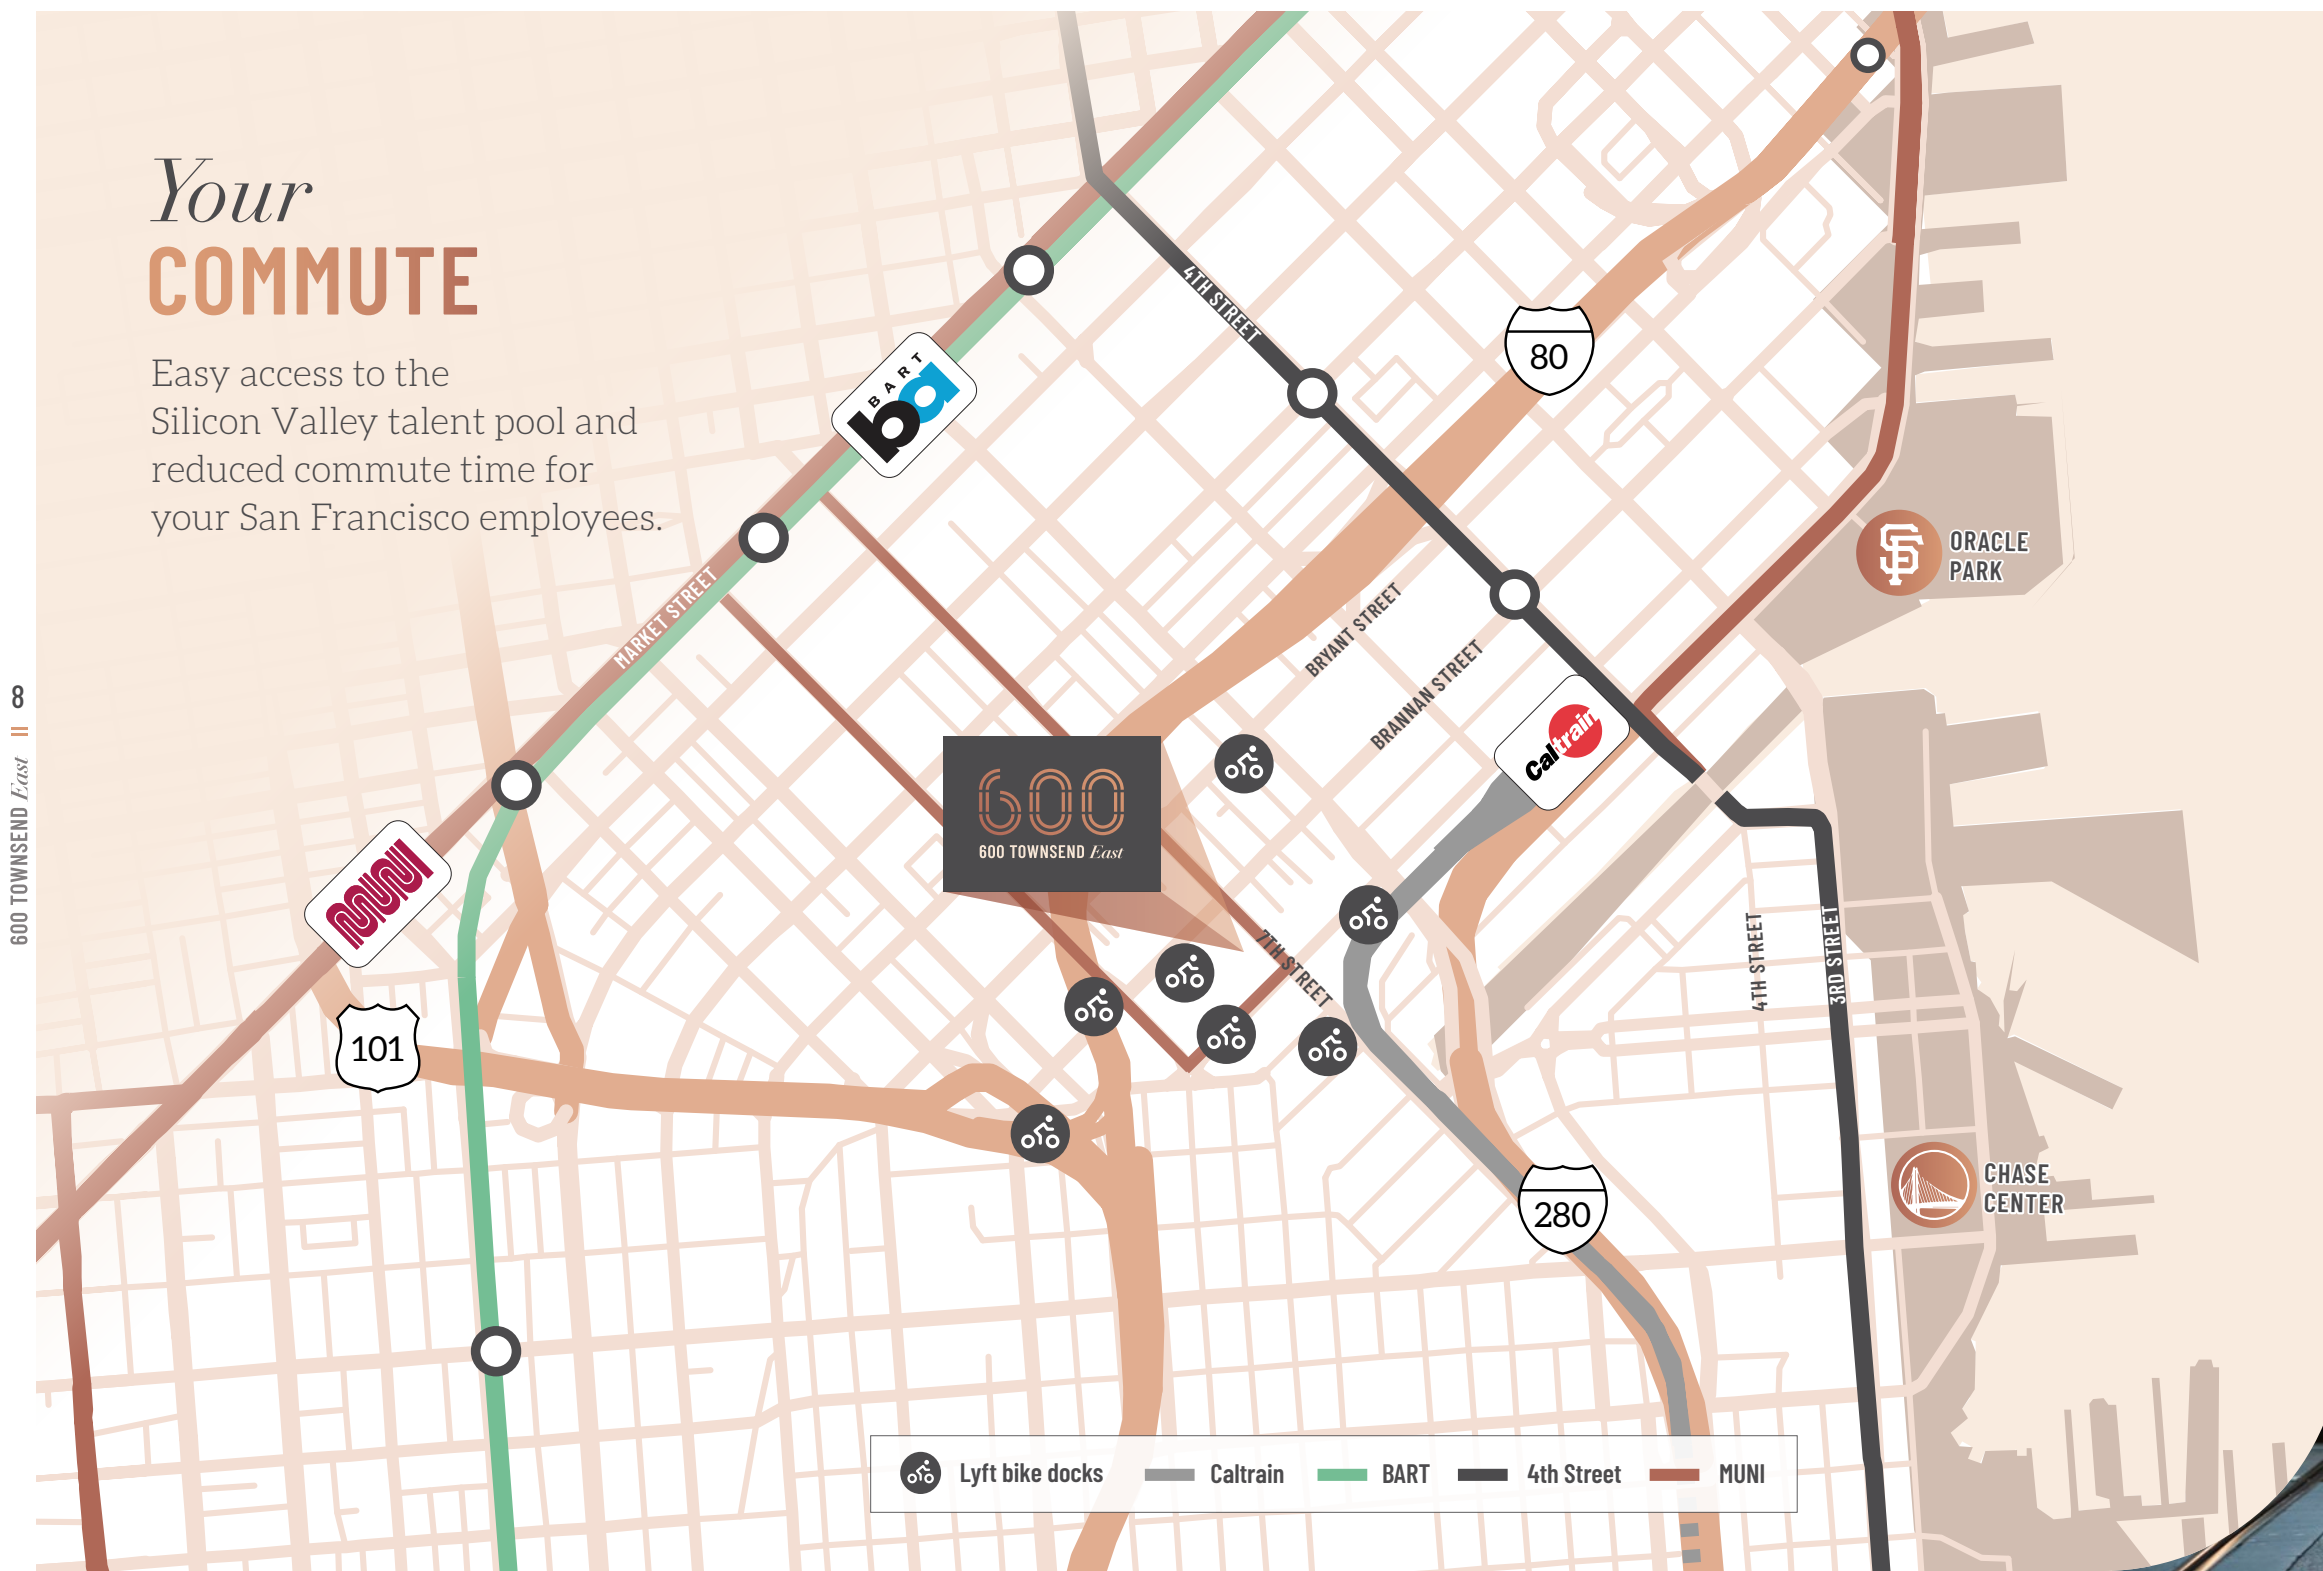 Your
COMMUTE
Easy access to the
Silicon Valley talent pool and
reduced commute time for
your San Francisco employees.
8
600 TOWNSEND East
BART
ba
MARKET STREET
4TH STREET
80
BRYANT STREET
BRANNAN STREET
Caltrain
ORACLE
PARK
SF
600
600 TOWNSEND East
7TH STREET
MUNI
101
4TH STREET
3RD STREET
280
CHASE
CENTER
Lyft bike docks
Caltrain
BART
4th Street
MUNI